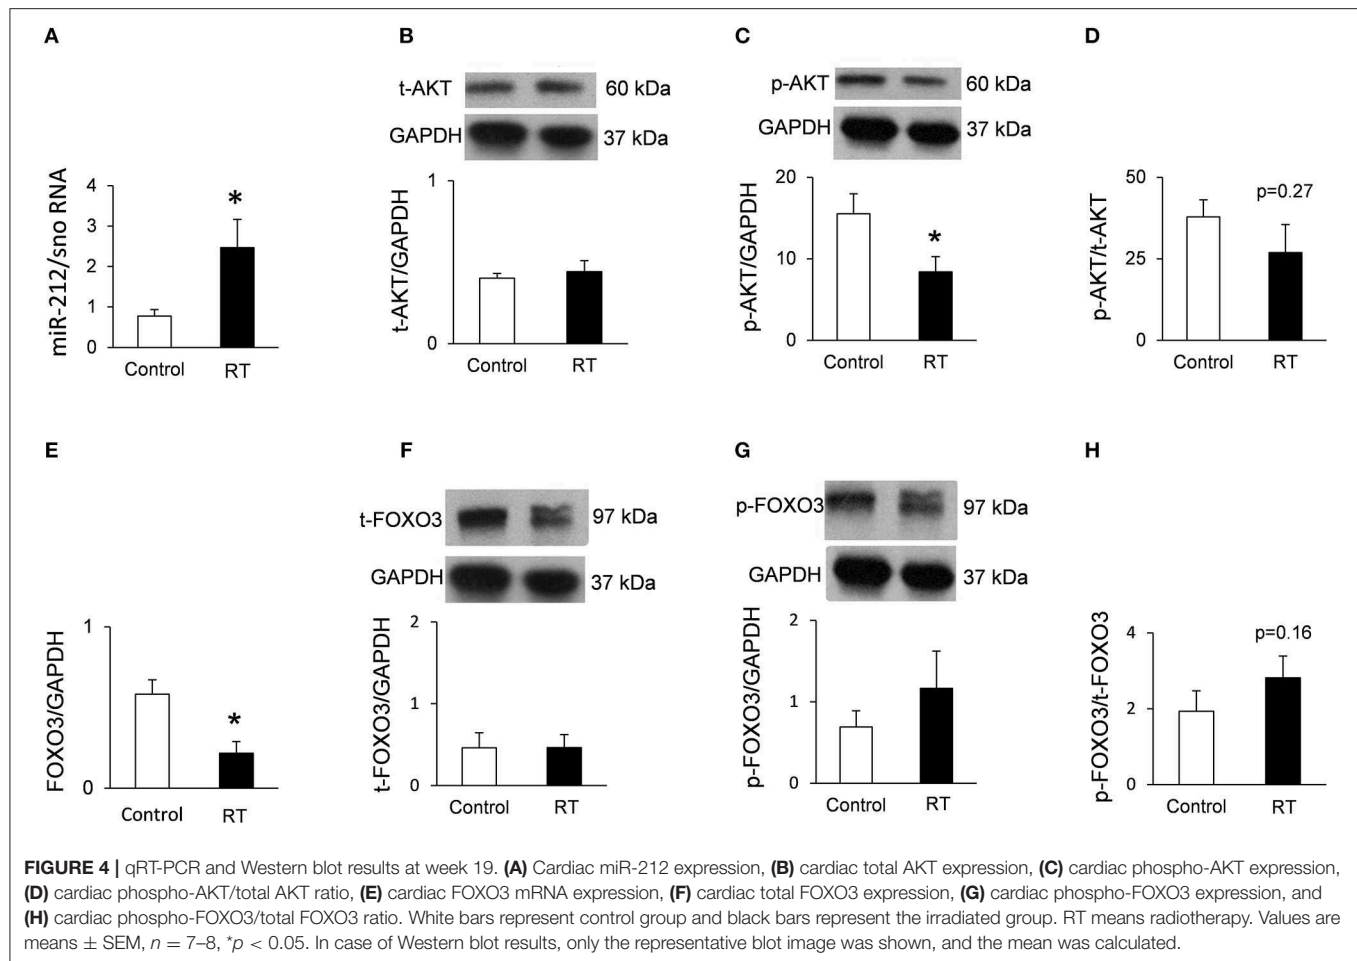 A
miR-212/sno RNA
4
3
2
1
0
*
Control RT
B
t-AKT 60 kDa
GAPDH 37 kDa
t-AKT/GAPDH
1
0
Control RT
C
p-AKT 60 kDa
GAPDH 37 kDa
p-AKT/GAPDH
20
10
0
*
Control RT
D
p-AKT/t-AKT
50
25
0
p=0.27
Control RT
E
FOXO3/GAPDH
1
0
*
Control RT
F
t-FOXO3 97 kDa
GAPDH 37 kDa
t-FOXO3/GAPDH
2
1
0
Control RT
G
p-FOXO3 97 kDa
GAPDH 37 kDa
p-FOXO3/GAPDH
2
1
0
Control RT
H
p-FOXO3/t-FOXO3
4
2
0
p=0.16
Control RT
FIGURE 4 | qRT-PCR and Western blot results at week 19. (A) Cardiac miR-212 expression, (B) cardiac total AKT expression, (C) cardiac phospho-AKT expression,
(D) cardiac phospho-AKT/total AKT ratio, (E) cardiac FOXO3 mRNA expression, (F) cardiac total FOXO3 expression, (G) cardiac phospho-FOXO3 expression, and
(H) cardiac phospho-FOXO3/total FOXO3 ratio. White bars represent control group and black bars represent the irradiated group. RT means radiotherapy. Values are
means ± SEM, n = 7–8, *p < 0.05. In case of Western blot results, only the representative blot image was shown, and the mean was calculated.